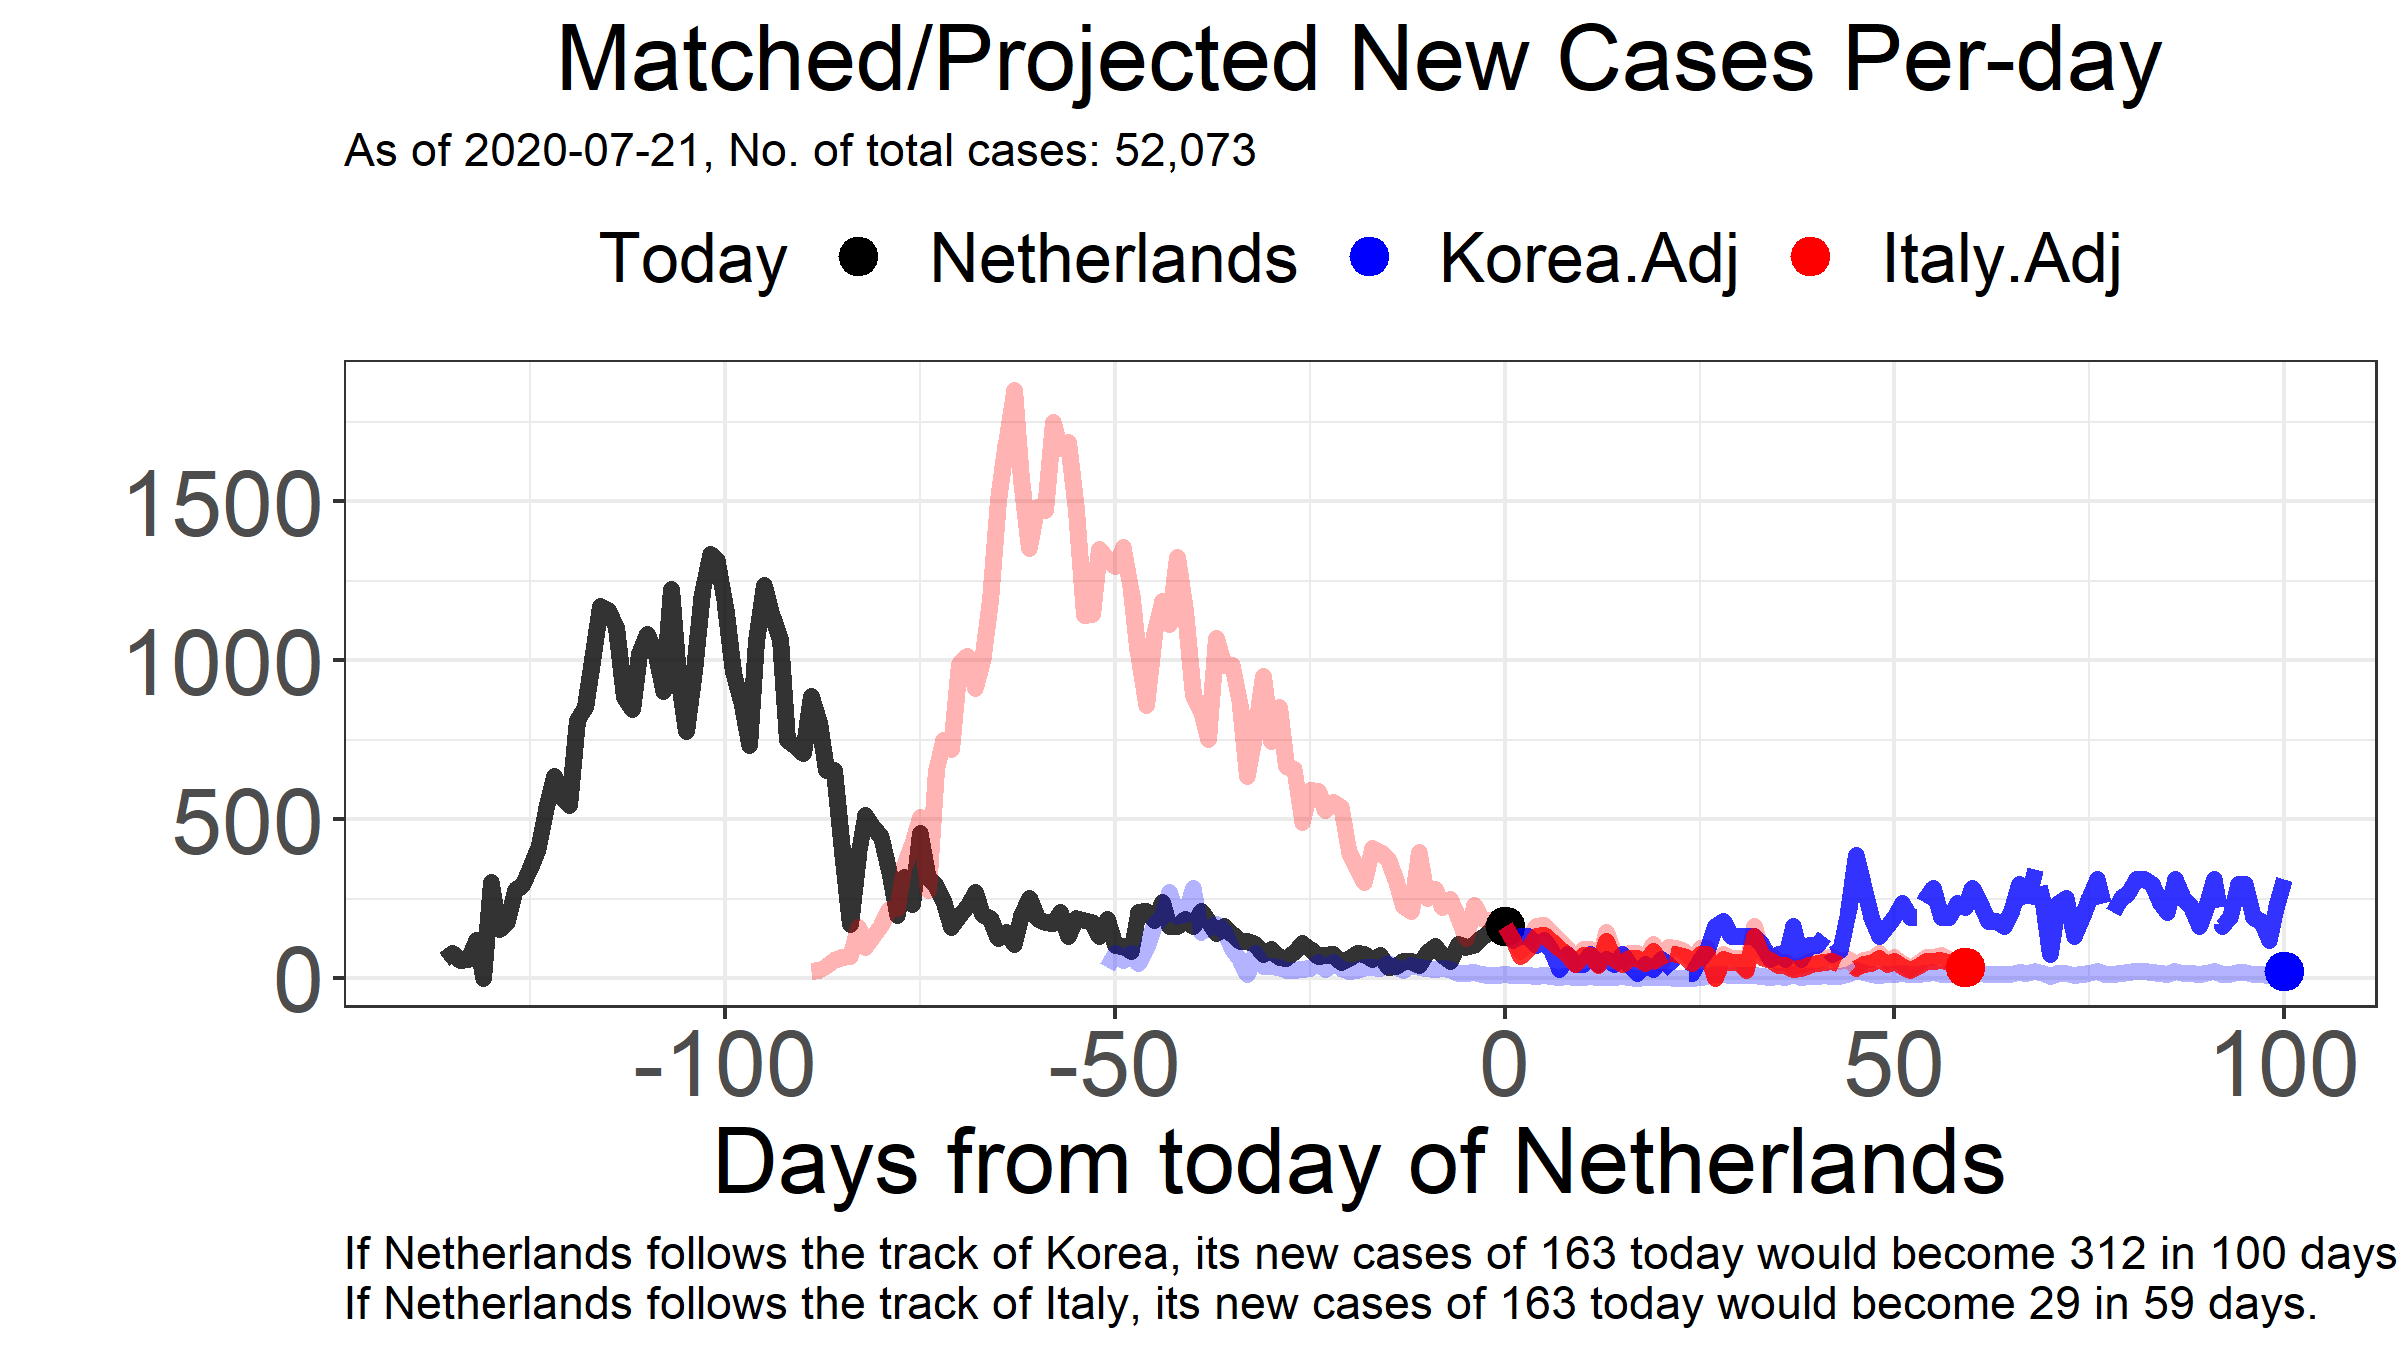 Matched/Projected New Cases Per-day
As of 2020-07-21, No. of total cases: 52,073
Today Netherlands Korea.Adj Italy.Adj
1500
1000
500
0
-100 -50 0 50 100
Days from today of Netherlands
If Netherlands follows the track of Korea, its new cases of 163 today would become 312 in 100 days
If Netherlands follows the track of Italy, its new cases of 163 today would become 29 in 59 days.